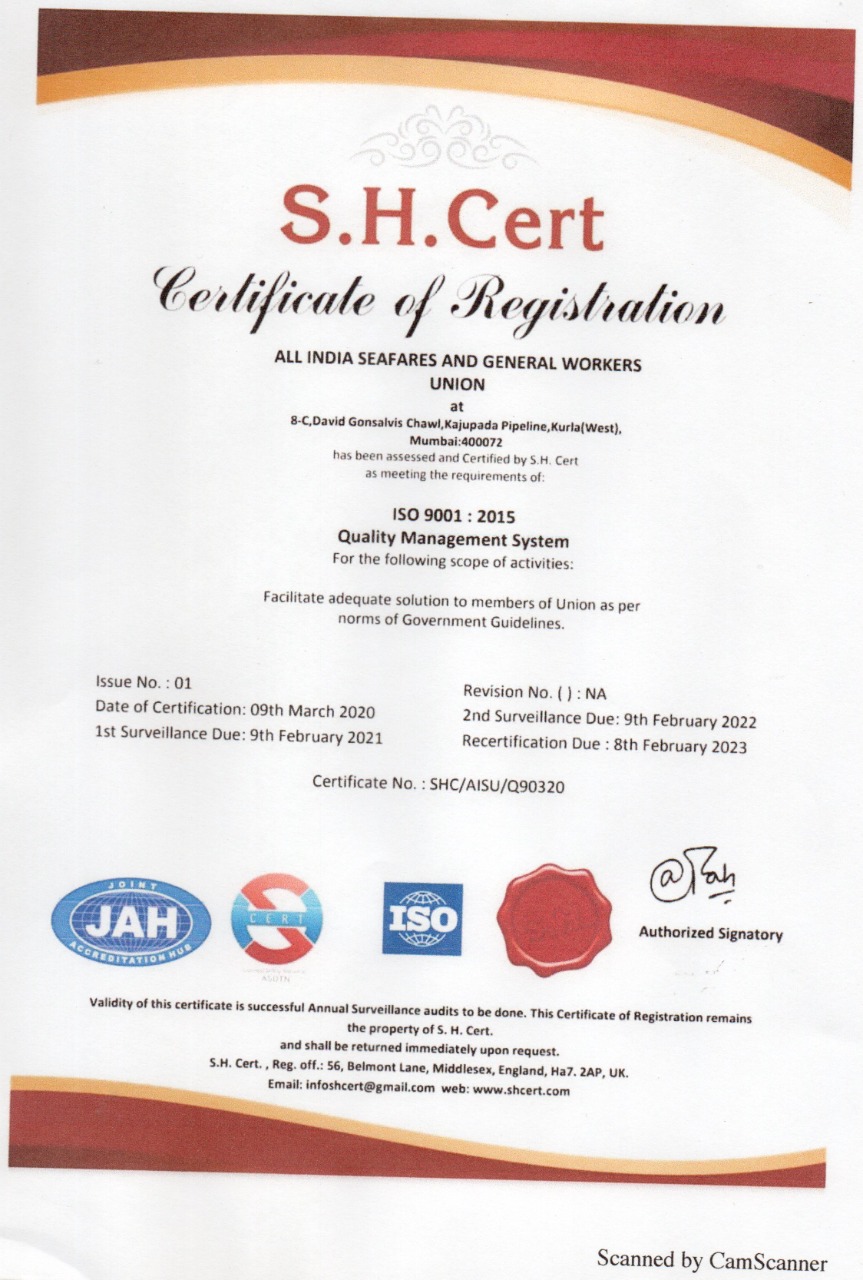 S.H.Cert
Certificate of Registration
ALL INDIA SEAFARES AND GENERAL WORKERS
UNION
at
8-C,David Gonsalvis Chawl,Kajupada Pipeline,Kurla(West),
Mumbai:400072
has been assessed and Certified by S.H. Cert
as meeting the requirements of:
ISO 9001 : 2015
Quality Management System
For the following scope of activities:
Facilitate adequate solution to members of Union as per
norms of Government Guidelines.
Issue No. : 01
Date of Certification: 09th March 2020
1st Surveillance Due: 9th February 2021
Revision No. ( ) : NA
2nd Surveillance Due: 9th February 2022
Recertification Due : 8th February 2023
Certificate No. : SHC/AISU/Q90320
JOINT
JAH
ACCREDITATION HUB
CERT
ISO
Authorized Signatory
Validity of this certificate is successful Annual Surveillance audits to be done. This Certificate of Registration remains
the property of S. H. Cert.
and shall be returned immediately upon request.
S.H. Cert. , Reg. off.: 56, Belmont Lane, Middlesex, England, Ha7. 2AP, UK.
Email: infoshcert@gmail.com web: www.shcert.com
Scanned by CamScanner